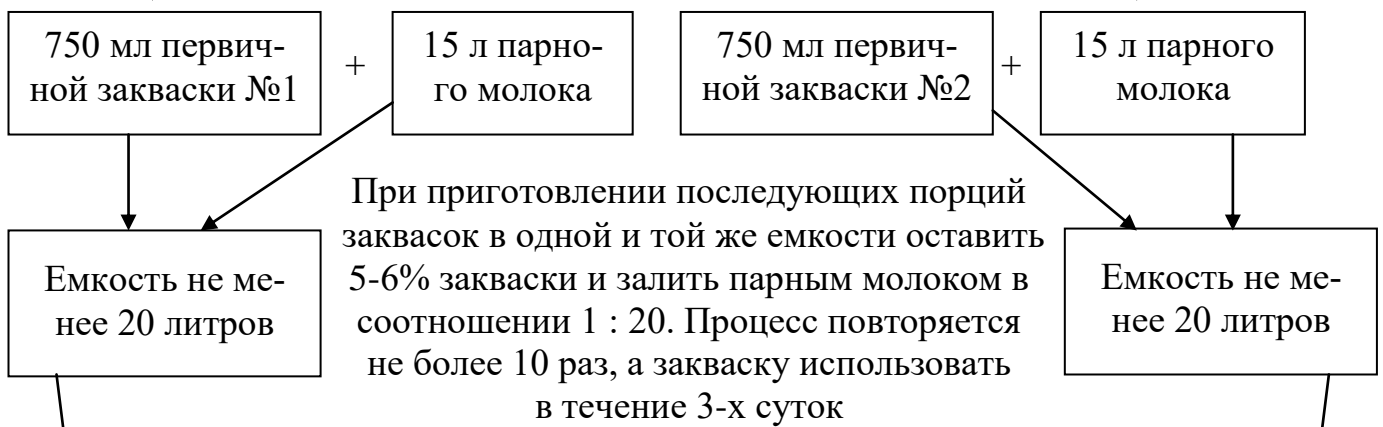 750 мл первич-
ной закваски №1
+
15 л парно-
го молока
750 мл первич-
ной закваски №2
+
15 л парного
молока
При приготовлении последующих порций
заквасок в одной и той же емкости оставить
5-6% закваски и залить парным молоком в
соотношении 1 : 20. Процесс повторяется
не более 10 раз, а закваску использовать
в течение 3-х суток
Емкость не ме-
нее 20 литров
Емкость не ме-
нее 20 литров